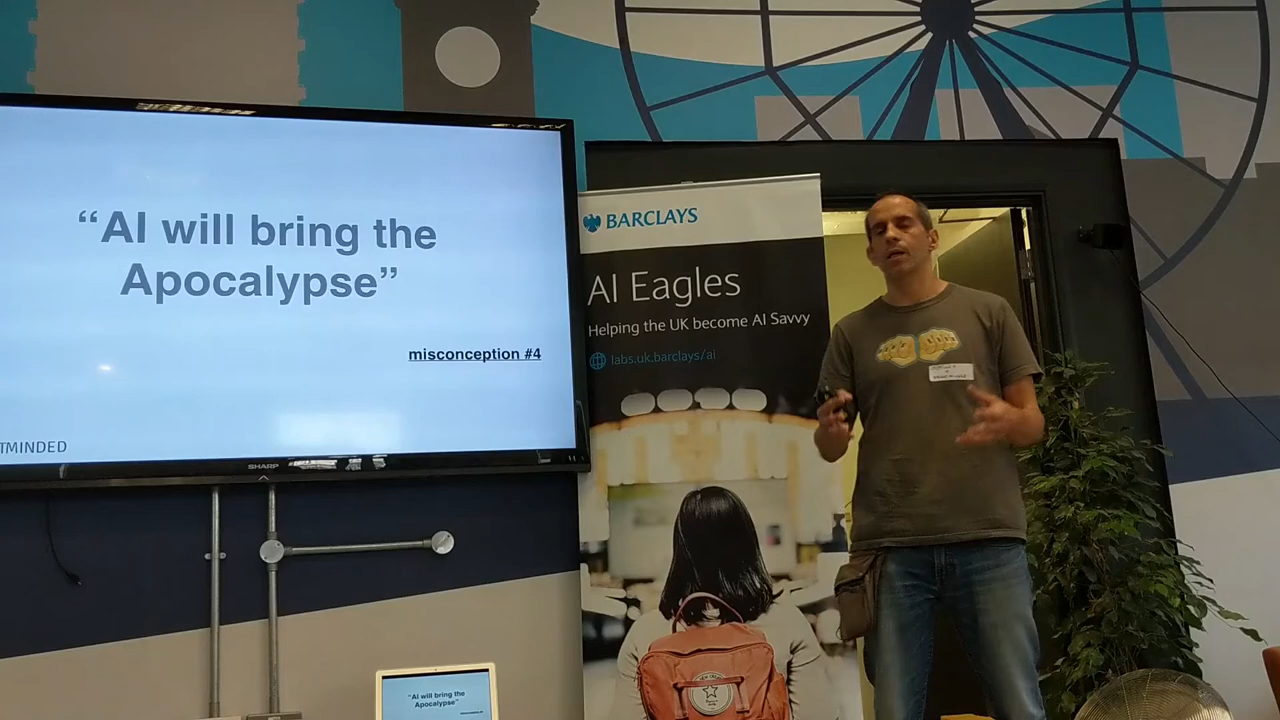 “AI will bring the
Apocalypse”
misconception #4
TMINDED
SHARP
BARCLAYS
AI Eagles
Helping the UK become AI Savvy
labs.uk.barclays/ai
“AI will bring the
Apocalypse”